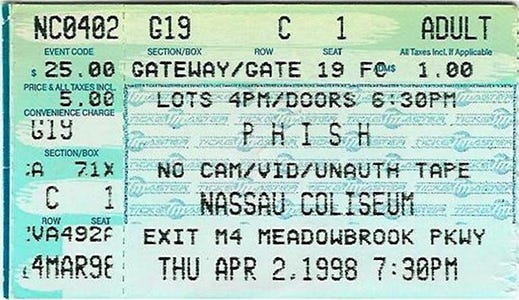 NC0402 G19 C 1 ADULT
EVENT CODE SECTION/BOX ROW SEAT All Taxes Incl. If Applicable
$ 25.00 GATEWAY/GATE 19 1.00
PRICE & ALL TAXES INCL.
5.00 LOTS 4PM/DOORS 6:30PM
CONVENIENCE CHARGE
G19 PHISH
SECTION/BOX
CA 71X NO CAM/VID/UNAUTH TAPE
C 1 NASSAU COLISEUM
ROW SEAT
VA492A EXIT M4 MEADOWBROOK PKWY
4MAR98 THU APR 2,1998 7:30PM